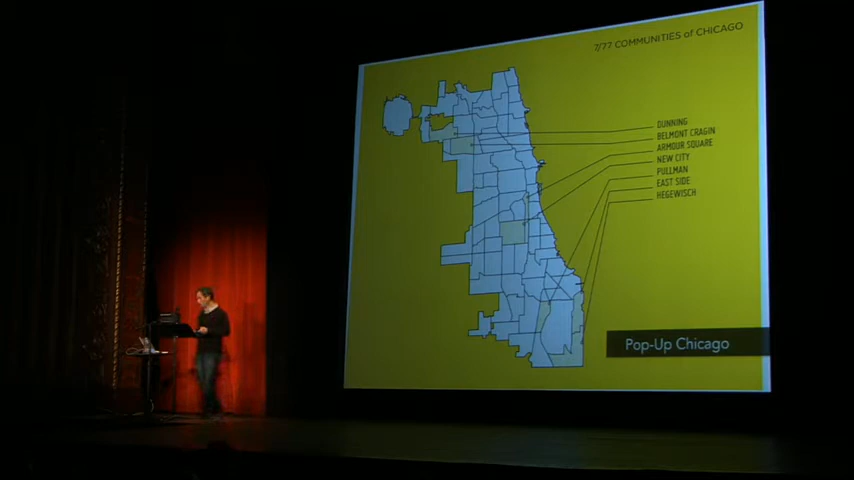 7/77 COMMUNITIES of CHICAGO
DUNNING
BELMONT CRAGIN
ARMOUR SQUARE
NEW CITY
PULLMAN
EAST SIDE
HEGEWISCH
Pop-Up Chicago